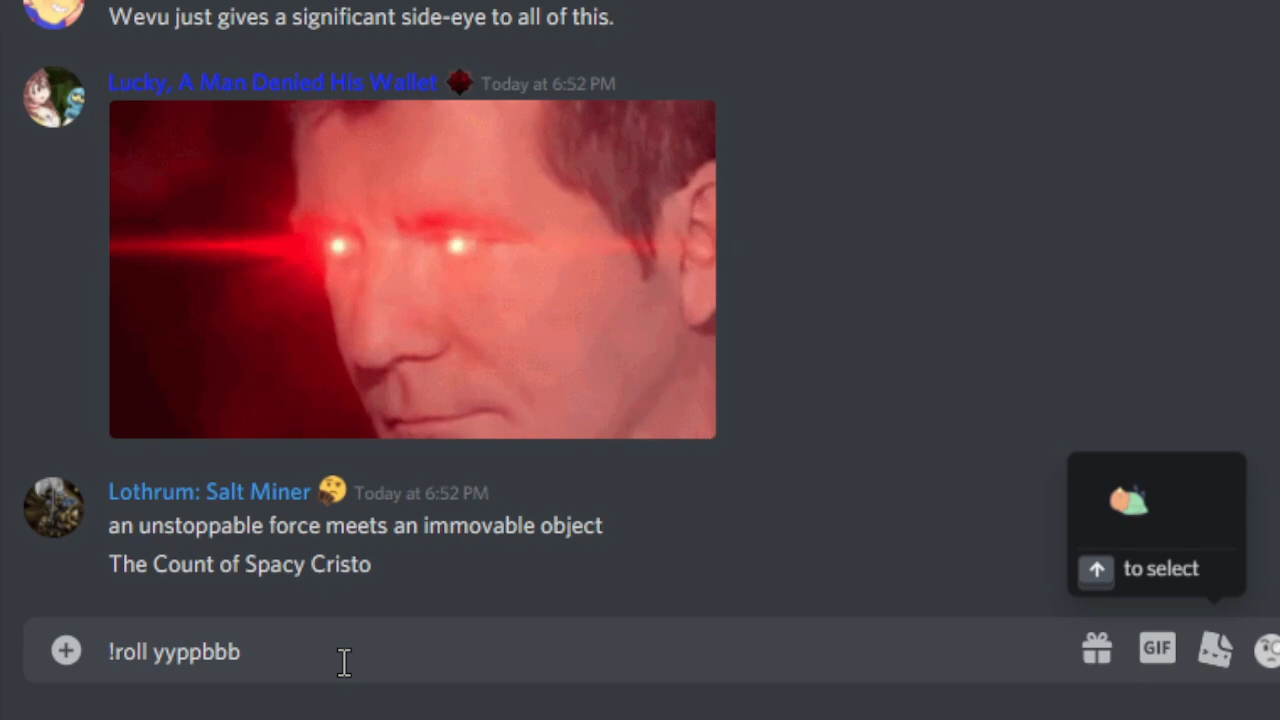 Wevu just gives a significant side-eye to all of this.
Lucky, A Man Denied His Wallet Today at 6:52 PM
Lothrum: Salt Miner Today at 6:52 PM
an unstoppable force meets an immovable object
The Count of Spacy Cristo
to select
!roll yyppbbb
GIF